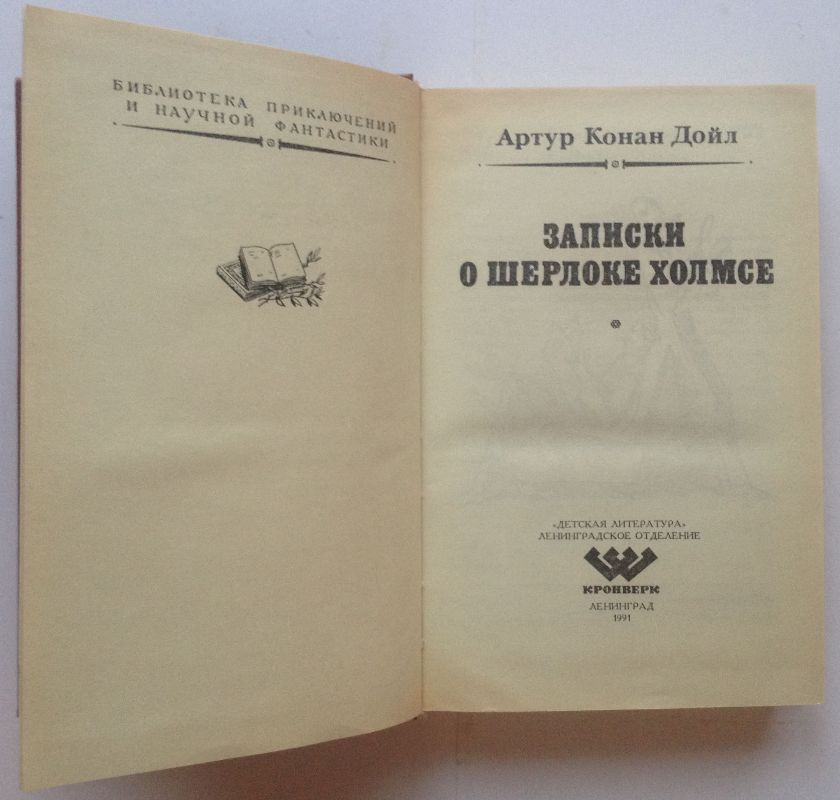 БИБЛИОТЕКА ПРИКЛЮЧЕНИЙ
И НАУЧНОЙ ФАНТАСТИКИ
Артур Конан Дойл
ЗАПИСКИ
О ШЕРЛОКЕ ХОЛМСЕ
«ДЕТСКАЯ ЛИТЕРАТУРА»
ЛЕНИНГРАДСКОЕ ОТДЕЛЕНИЕ
КРОНВЕРК
ЛЕНИНГРАД
1991